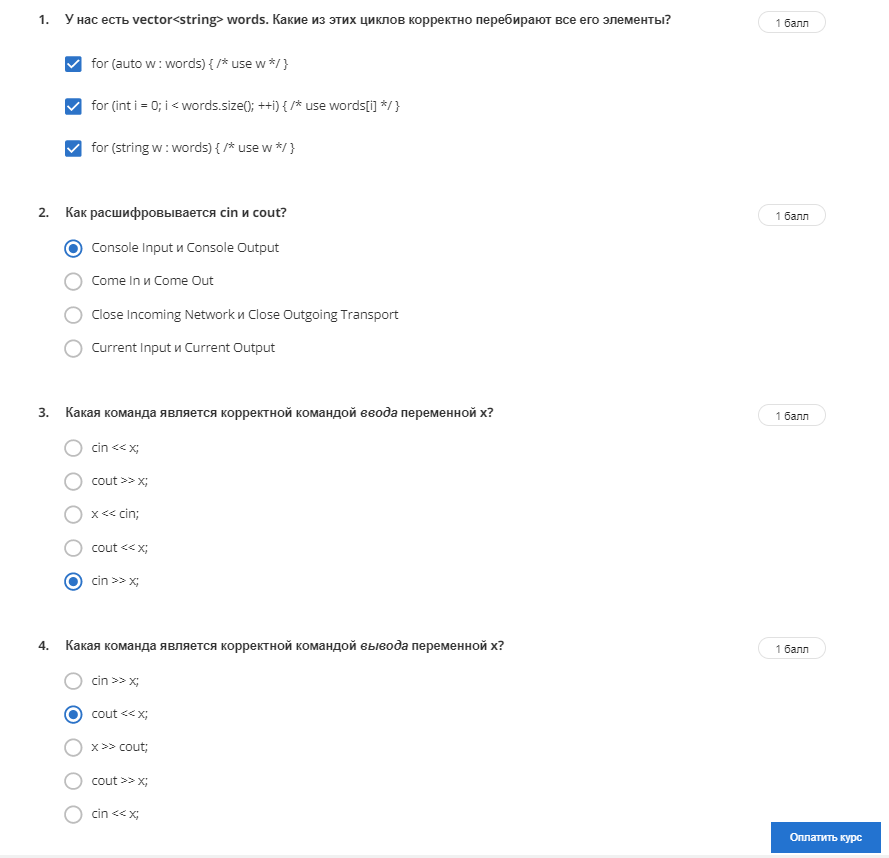 1. У нас есть vector<string> words. Какие из этих циклов корректно перебирают все его элементы?
1 балл
for (auto w : words) { /* use w */ }
for (int i = 0; i < words.size(); ++i) { /* use words[i] */ }
for (string w : words) { /* use w */ }
2. Как расшифровывается cin и cout?
1 балл
Console Input и Console Output
Come In и Come Out
Close Incoming Network и Close Outgoing Transport
Current Input и Current Output
3. Какая команда является корректной командой ввода переменной x?
1 балл
cin << x;
cout >> x;
x << cin;
cout << x;
cin >> x;
4. Какая команда является корректной командой вывода переменной x?
1 балл
cin >> x;
cout << x;
x >> cout;
cout >> x;
cin << x;
Оплатить курс